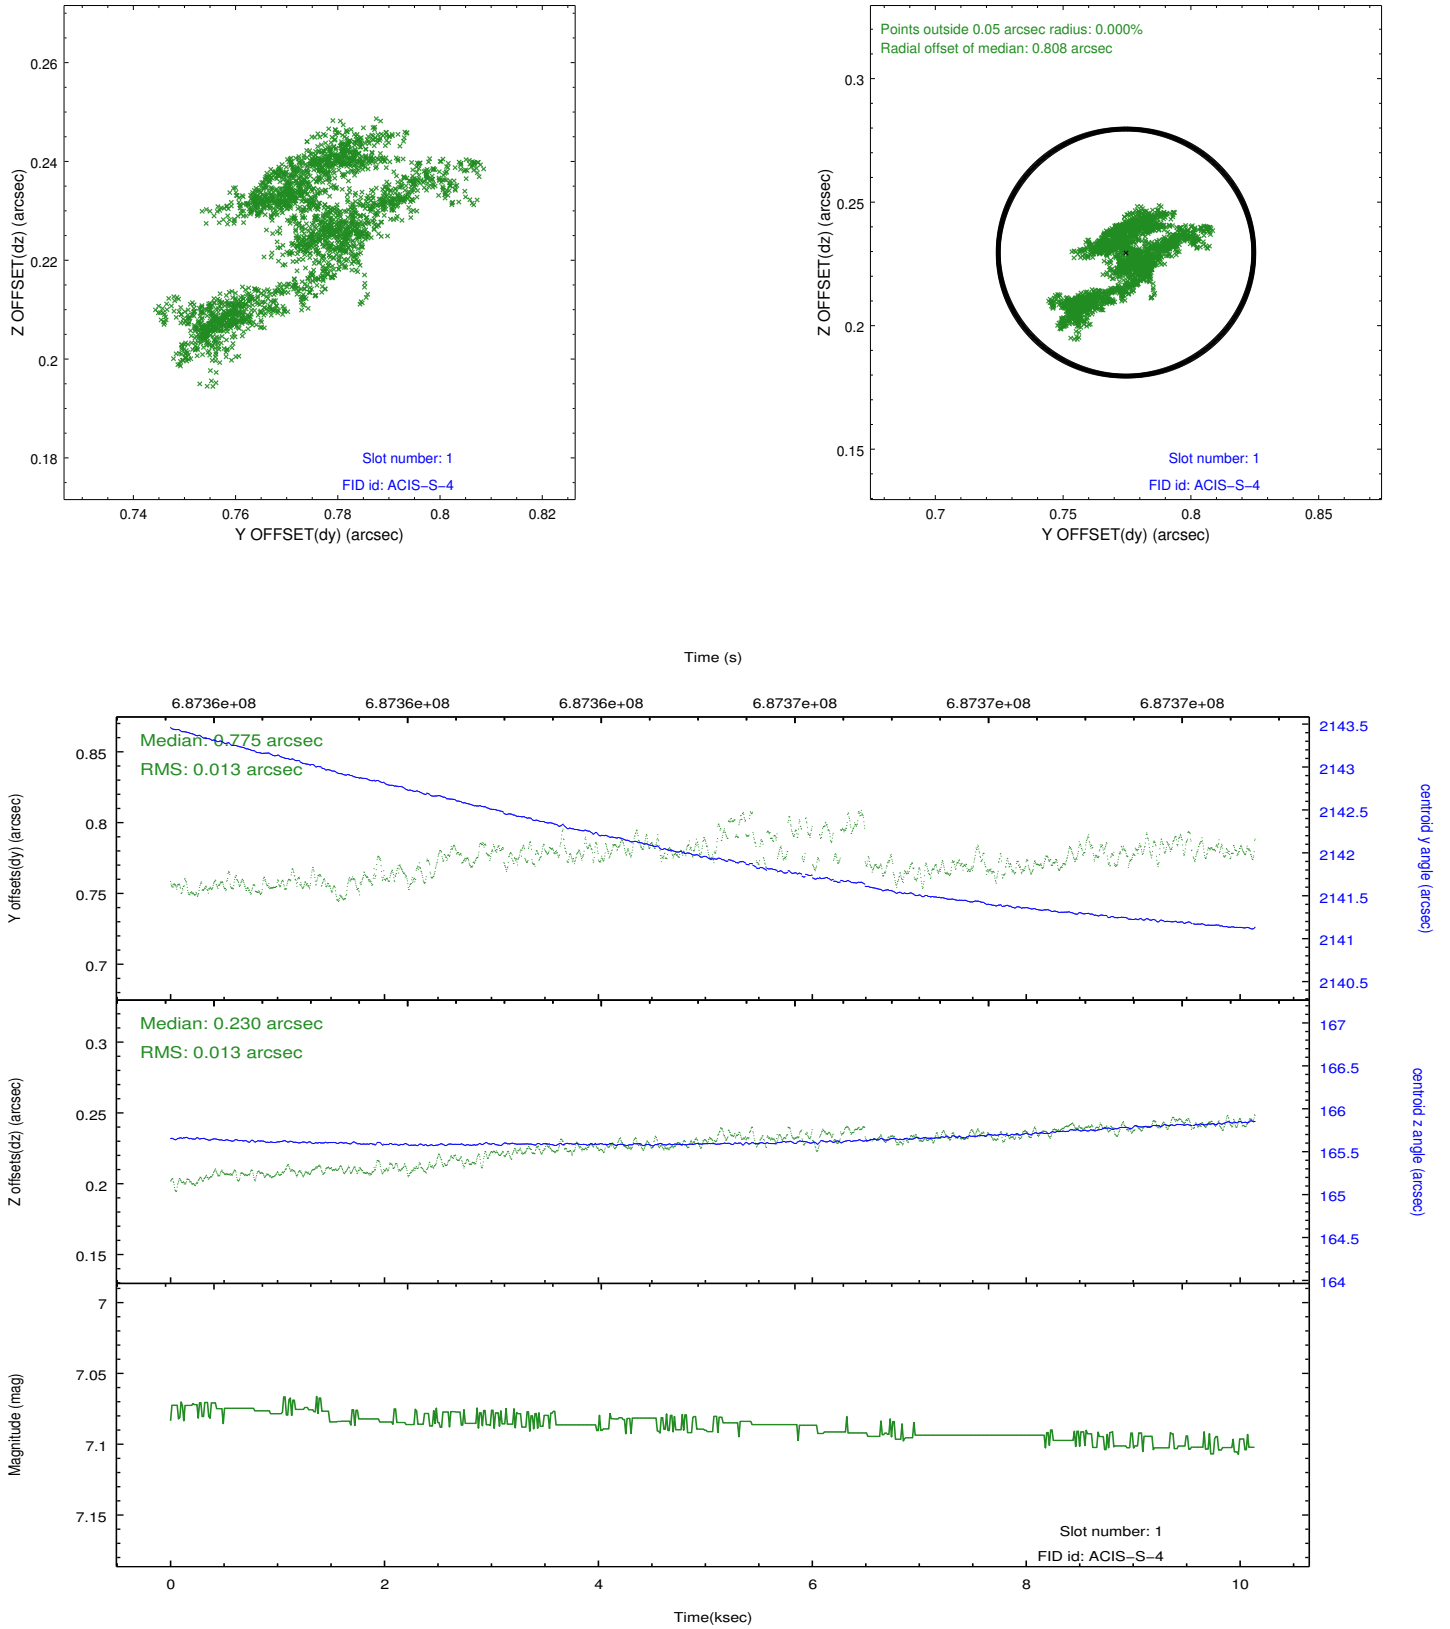 0.26
0.24
0.22
0.2
0.18
Z OFFSET(dz) (arcsec)
Slot number: 1
FID id: ACIS-S-4
0.74 0.76 0.78 0.8 0.82
Y OFFSET(dy) (arcsec)
Points outside 0.05 arcsec radius: 0.000%
Radial offset of median: 0.808 arcsec
0.3
0.25
0.2
0.15
Z OFFSET(dz) (arcsec)
Slot number: 1
FID id: ACIS-S-4
0.7 0.75 0.8 0.85
Y OFFSET(dy) (arcsec)
Time (s)
6.8736e+08 6.8736e+08 6.8736e+08 6.8737e+08 6.8737e+08 6.8737e+08
Median: 0.775 arcsec
RMS: 0.013 arcsec
0.85
0.8
0.75
0.7
Y offsets(dy) (arcsec)
2143.5
2143
2142.5
2142
2141.5
2141
2140.5
centroid y angle (arcsec)
Median: 0.230 arcsec
RMS: 0.013 arcsec
0.3
0.25
0.2
0.15
Z offsets(dz) (arcsec)
167
166.5
166
165.5
165
164.5
164
centroid z angle (arcsec)
7
7.05
7.1
7.15
Magnitude (mag)
Slot number: 1
FID id: ACIS-S-4
0 2 4 6 8 10
Time(ksec)